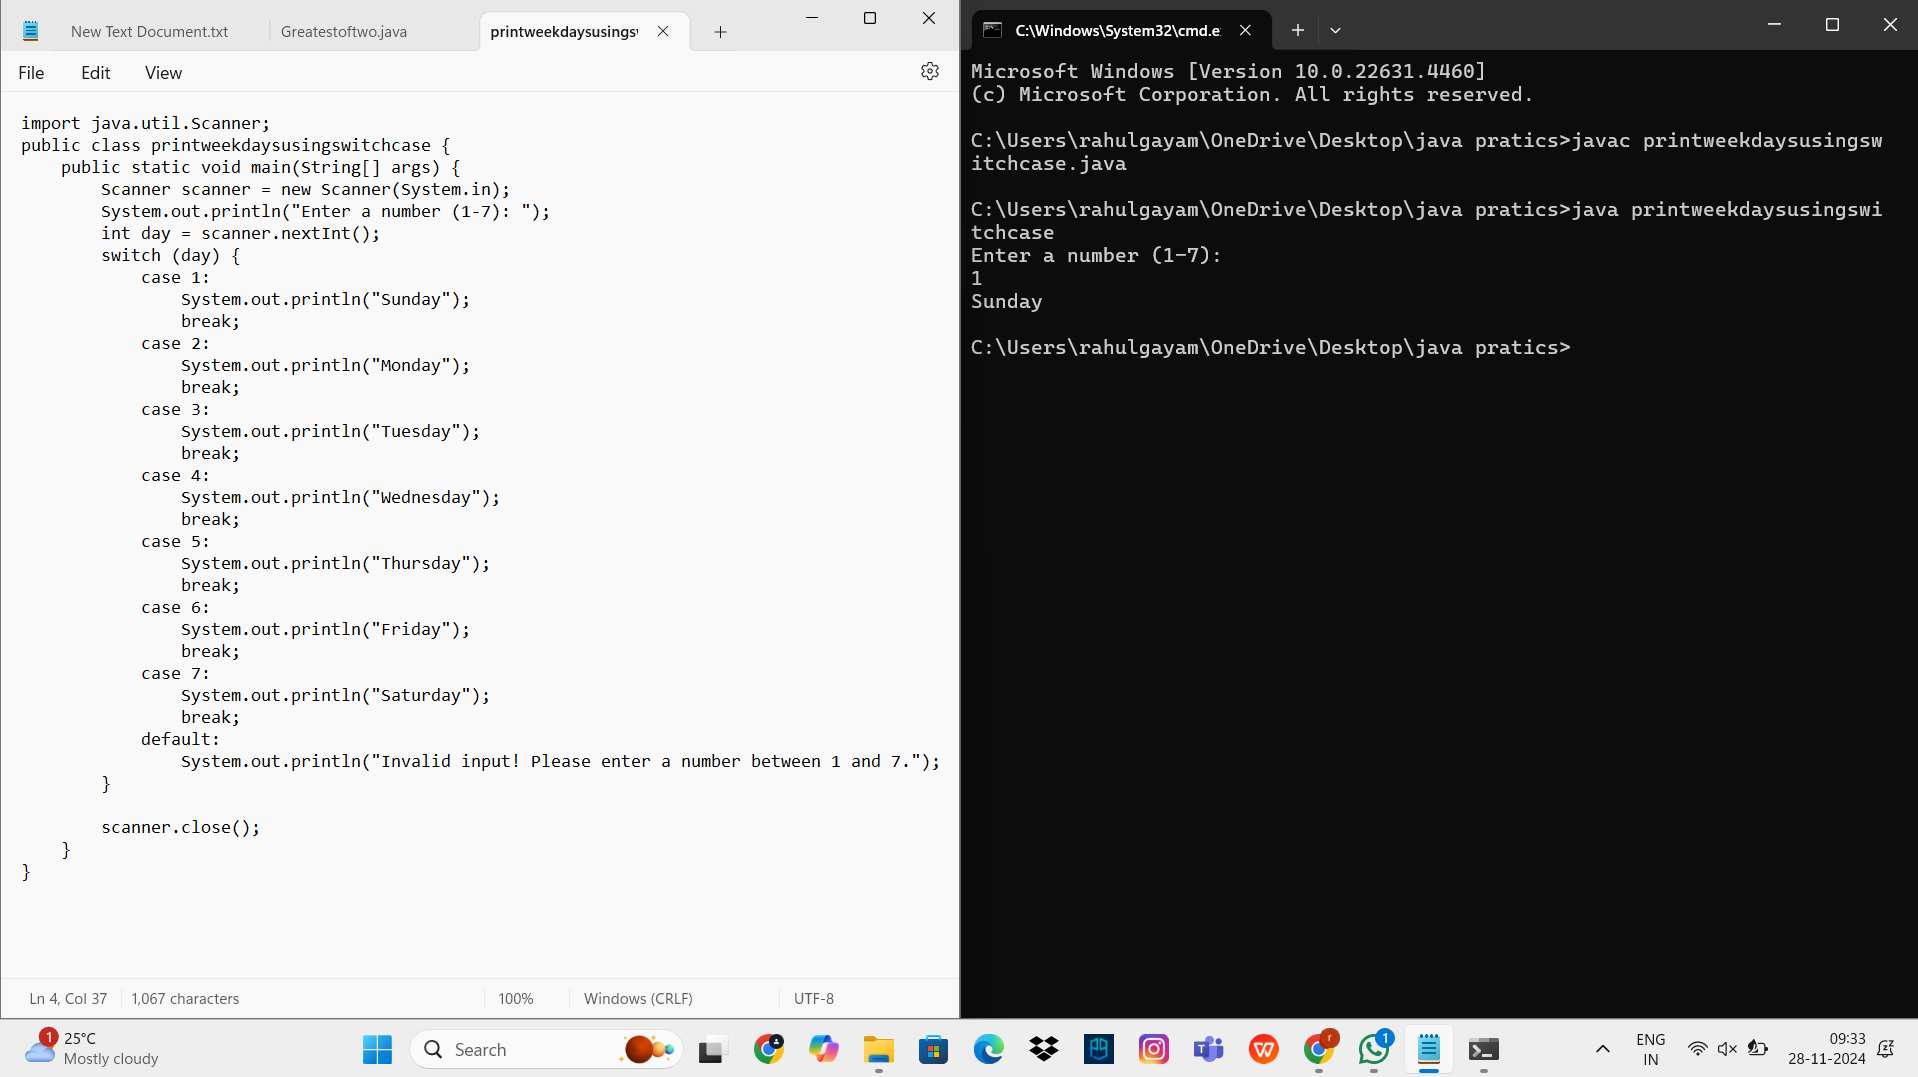 New Text Document.txt
Greatestoftwo.java
printweekdaysusingsw
File
Edit
View
import java.util.Scanner;
public class printweekdaysusingswitchcase {
    public static void main(String[] args) {
        Scanner scanner = new Scanner(System.in);
        System.out.println("Enter a number (1-7): ");
        int day = scanner.nextInt();
        switch (day) {
            case 1:
                System.out.println("Sunday");
                break;
            case 2:
                System.out.println("Monday");
                break;
            case 3:
                System.out.println("Tuesday");
                break;
            case 4:
                System.out.println("Wednesday");
                break;
            case 5:
                System.out.println("Thursday");
                break;
            case 6:
                System.out.println("Friday");
                break;
            case 7:
                System.out.println("Saturday");
                break;
            default:
                System.out.println("Invalid input! Please enter a number between 1 and 7.");
        }
        scanner.close();
    }
}
Ln 4, Col 37
1,067 characters
100%
Windows (CRLF)
UTF-8
C:\Windows\System32\cmd.e
Microsoft Windows [Version 10.0.22631.4460]
(c) Microsoft Corporation. All rights reserved.
C:\Users\rahulgayam\OneDrive\Desktop\java pratics>javac printweekdaysusingsw
itchcase.java
C:\Users\rahulgayam\OneDrive\Desktop\java pratics>java printweekdaysusingswi
tchcase
Enter a number (1-7):
1
Sunday
C:\Users\rahulgayam\OneDrive\Desktop\java pratics>
1
25°C
Mostly cloudy
Search
r
1
ENG
IN
09:33
28-11-2024